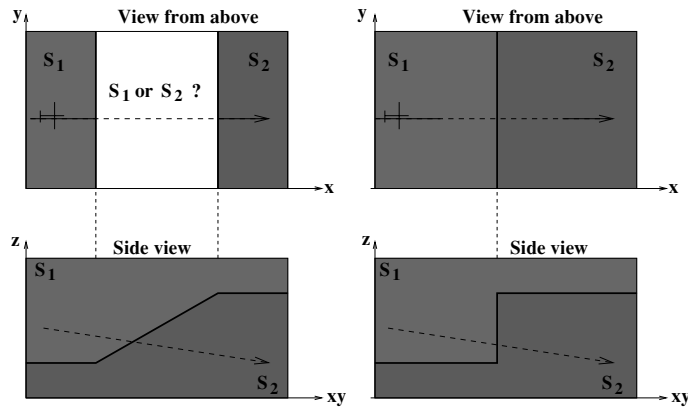 y
View from above
S1
S2
S1 or S2 ?
x
y
View from above
S1
S2
x
z
Side view
S1
S2
xy
z
Side view
S1
S2
xy